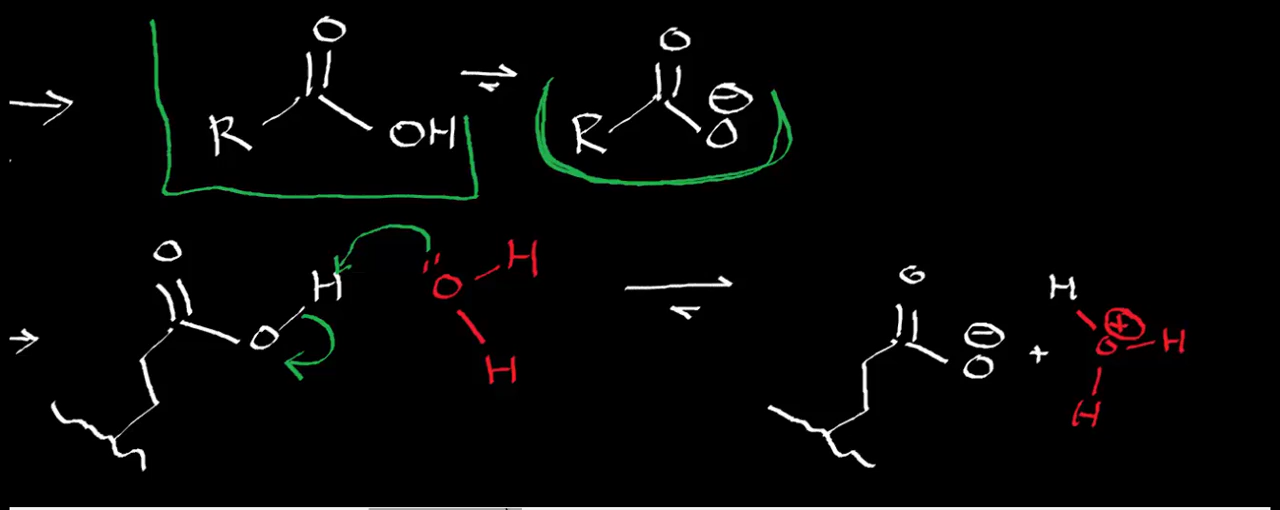 O O
R OH R O ⊖
O H O H H
O H O ⊖ + H O ⊕ H H